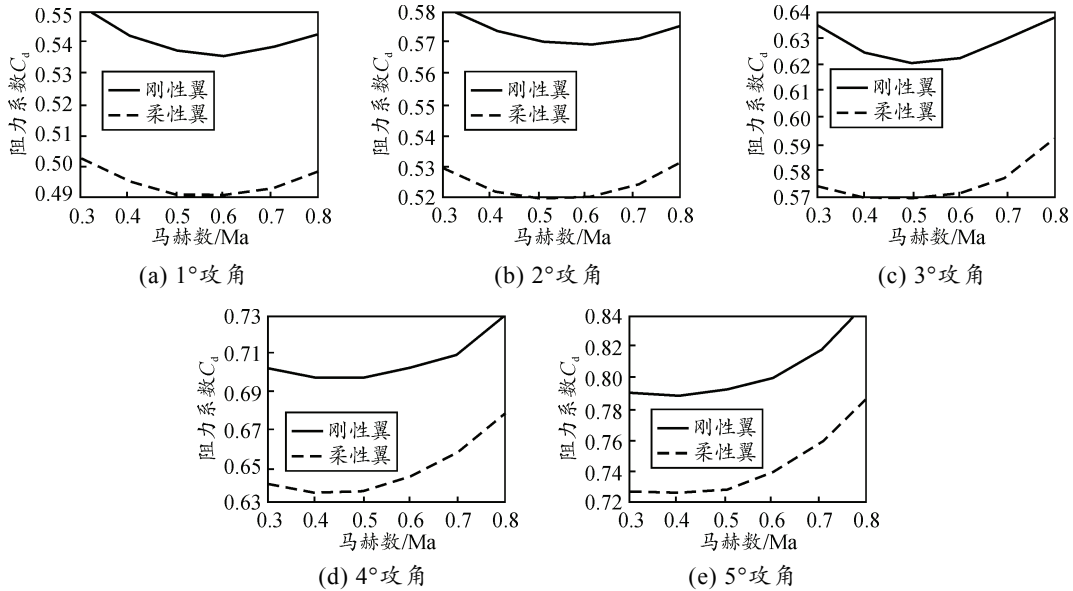 阻力系数Cd
0.55
0.54
0.53
0.52
0.51
0.50
0.49
刚性翼
柔性翼
0.3 0.4 0.5 0.6 0.7 0.8
马赫数/Ma
(a) 1°攻角
阻力系数Cd
0.58
0.57
0.56
0.55
0.54
0.53
0.52
刚性翼
柔性翼
0.3 0.4 0.5 0.6 0.7 0.8
马赫数/Ma
(b) 2°攻角
阻力系数Cd
0.64
0.63
0.62
0.61
0.60
0.59
0.58
0.57
刚性翼
柔性翼
0.3 0.4 0.5 0.6 0.7 0.8
马赫数/Ma
(c) 3°攻角
阻力系数Cd
0.73
0.71
0.69
0.67
0.65
0.63
刚性翼
柔性翼
0.3 0.4 0.5 0.6 0.7 0.8
马赫数/Ma
(d) 4°攻角
阻力系数Cd
0.84
0.82
0.80
0.78
0.76
0.74
0.72
刚性翼
柔性翼
0.3 0.4 0.5 0.6 0.7 0.8
马赫数/Ma
(e) 5°攻角